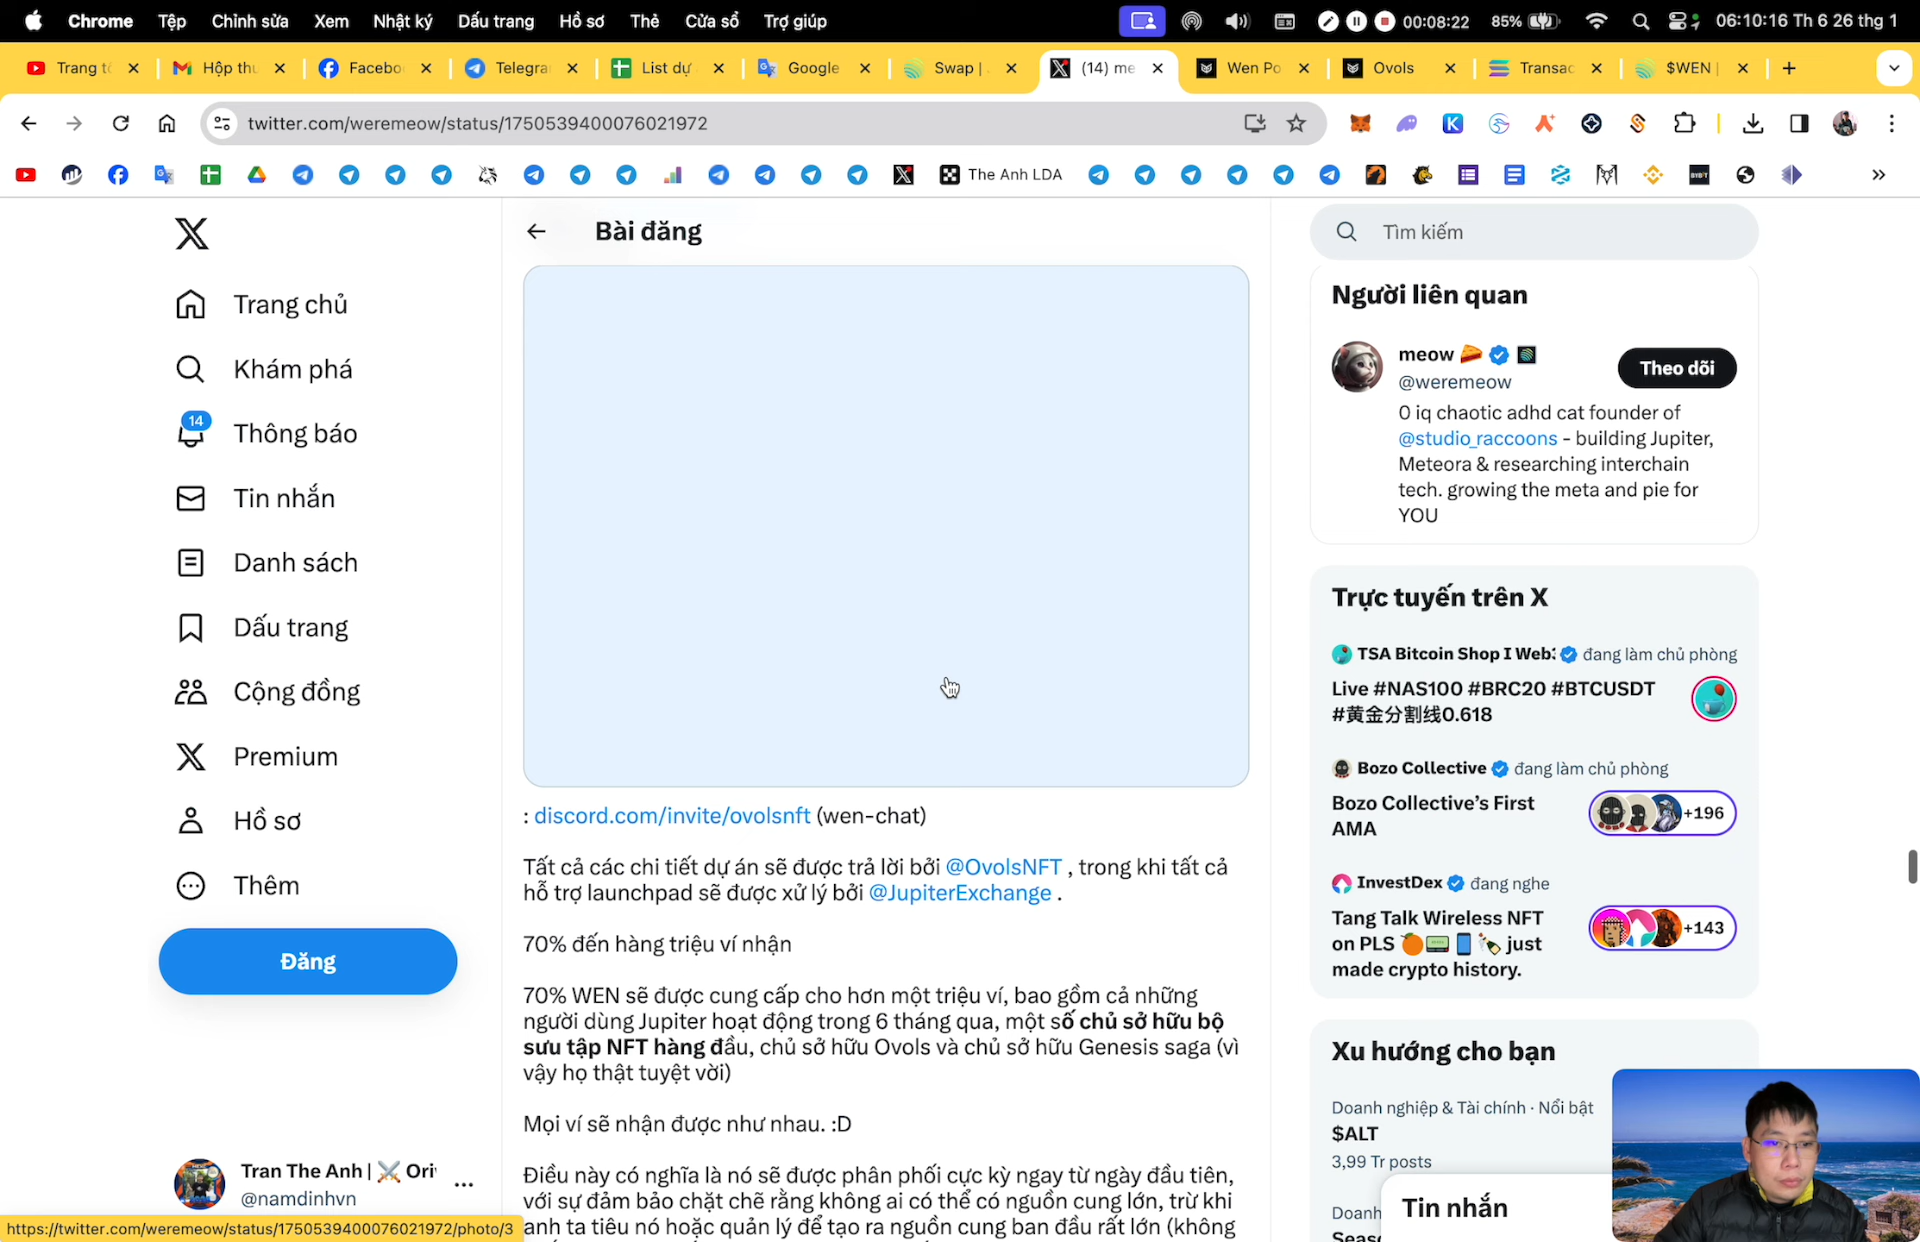 Chrome Tệp Chỉnh sửa Xem Nhật ký Dấu trang Hồ sơ Thẻ Cửa sổ Trợ giúp 00:08:22 85% 06:10:16 Th 6 26 thg 1
Trang tớ Hộp thu Facebo Telegra List dự Google Swap | (14) me Wen Po Ovols Transac $WEN |
twitter.com/weremeow/status/1750539400076021972
The Anh LDA
Bài đăng
Tìm kiếm
Trang chủ
Khám phá
14
Thông báo
Tin nhắn
Danh sách
Dấu trang
Cộng đồng
Premium
Hồ sơ
Thêm
Đăng
Tran The Anh | ⚔️ Ori
@namdinhvn
: discord.com/invite/ovolsnft (wen-chat)
Tất cả các chi tiết dự án sẽ được trả lời bởi @OvolsNFT , trong khi tất cả
hỗ trợ launchpad sẽ được xử lý bởi @JupiterExchange .
70% đến hàng triệu ví nhận
70% WEN sẽ được cung cấp cho hơn một triệu ví, bao gồm cả những
người dùng Jupiter hoạt động trong 6 tháng qua, một số chủ sở hữu bộ
sưu tập NFT hàng đầu, chủ sở hữu Ovols và chủ sở hữu Genesis saga (vì
vậy họ thật tuyệt vời)
Mọi ví sẽ nhận được như nhau. :D
Điều này có nghĩa là nó sẽ được phân phối cực kỳ ngay từ ngày đầu tiên,
với sự đảm bảo chặt chẽ rằng không ai có thể có nguồn cung lớn, trừ khi
anh ta tiêu nó hoặc quản lý để tạo ra nguồn cung ban đầu rất lớn (không
https://twitter.com/weremeow/status/1750539400076021972/photo/3
Người liên quan
meow 🍕
@weremeow
Theo dõi
0 iq chaotic adhd cat founder of
@studio_raccoons - building Jupiter,
Meteora & researching interchain
tech. growing the meta and pie for
YOU
Trực tuyến trên X
TSA Bitcoin Shop I Web: đang làm chủ phòng
Live #NAS100 #BRC20 #BTCUSDT
#黄金分割线0.618
Bozo Collective đang làm chủ phòng
Bozo Collective's First
AMA
+196
InvestDex đang nghe
Tang Talk Wireless NFT
on PLS 🍊💵📱🍾 just
made crypto history.
+143
Xu hướng cho bạn
Doanh nghiệp & Tài chính · Nổi bật
$ALT
3,99 Tr posts
Doanh
Tin nhắn